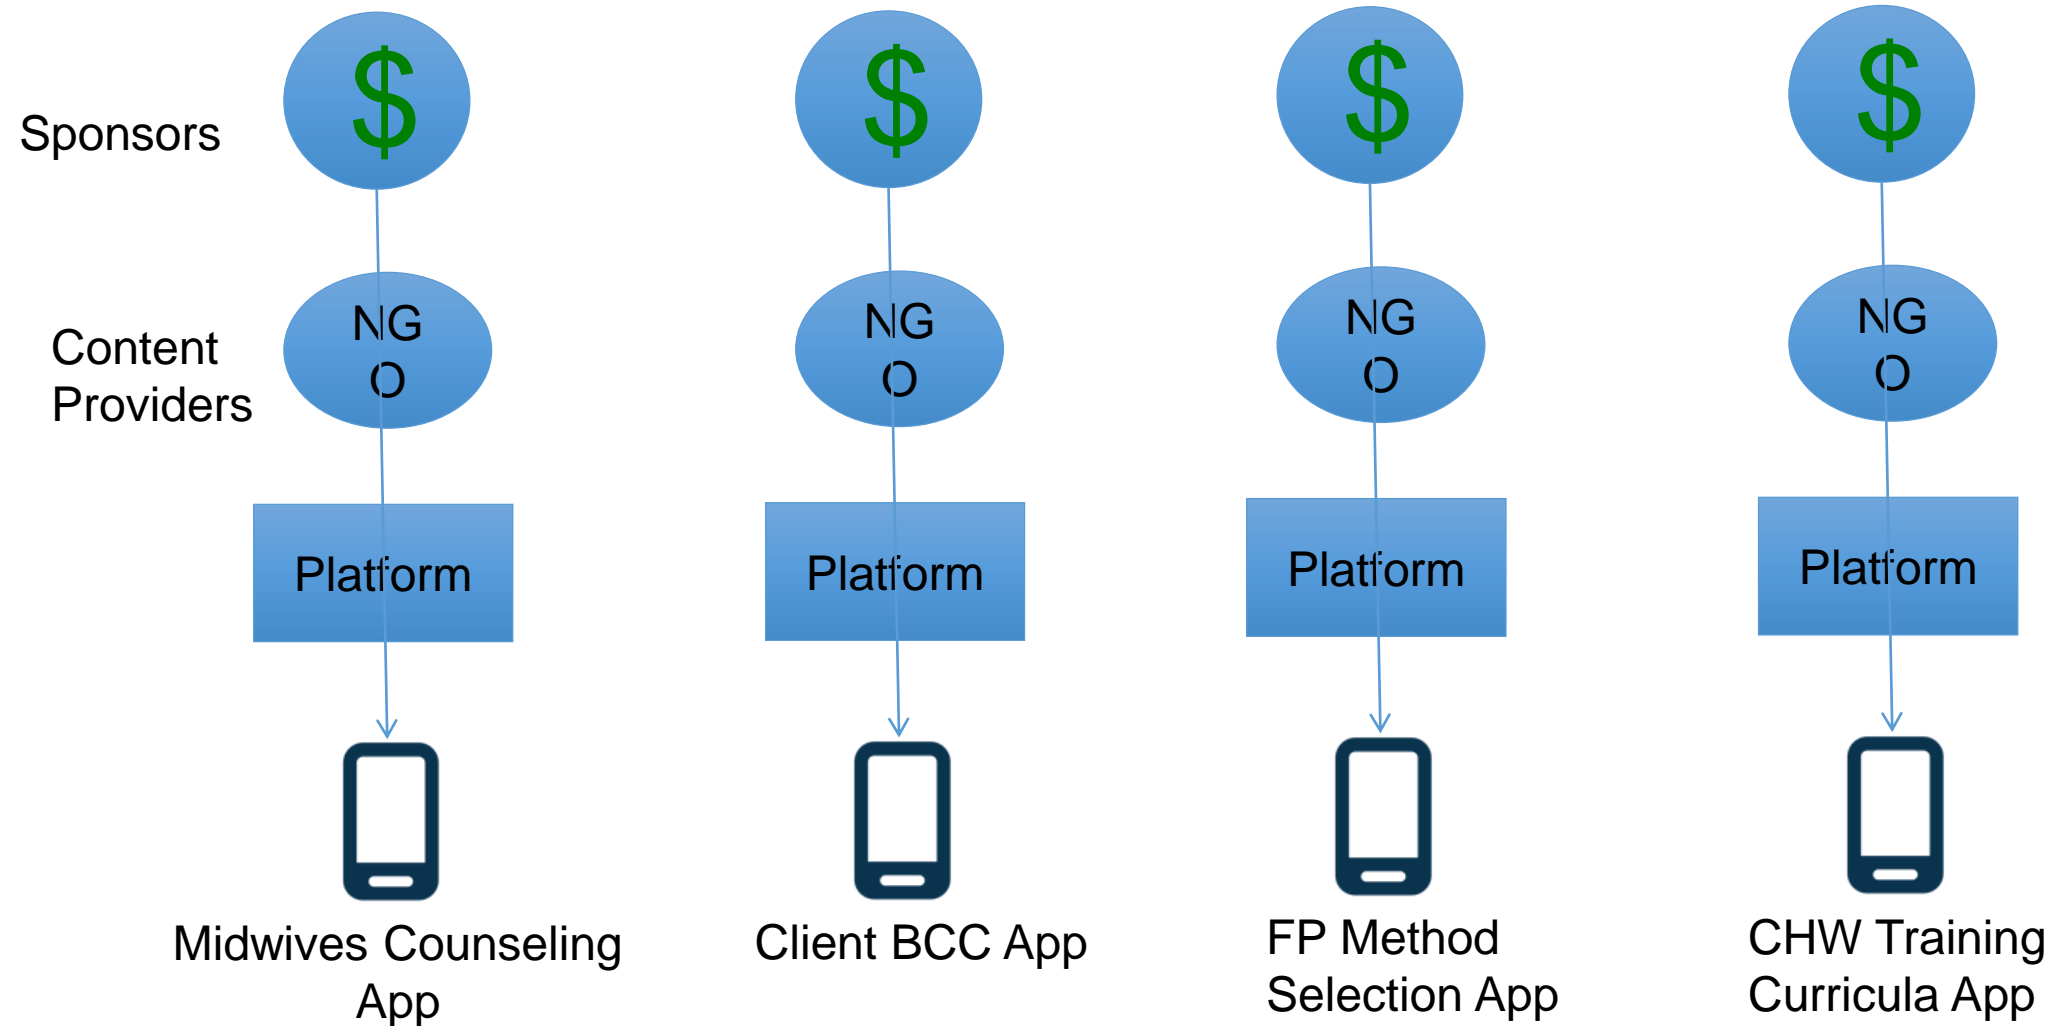 $
$
$
$
Sponsors
NG
O
NG
O
NG
O
NG
O
Content
Providers
Platform
Platform
Platform
Platform
Midwives Counseling
App
Client BCC App
FP Method
Selection App
CHW Training
Curricula App